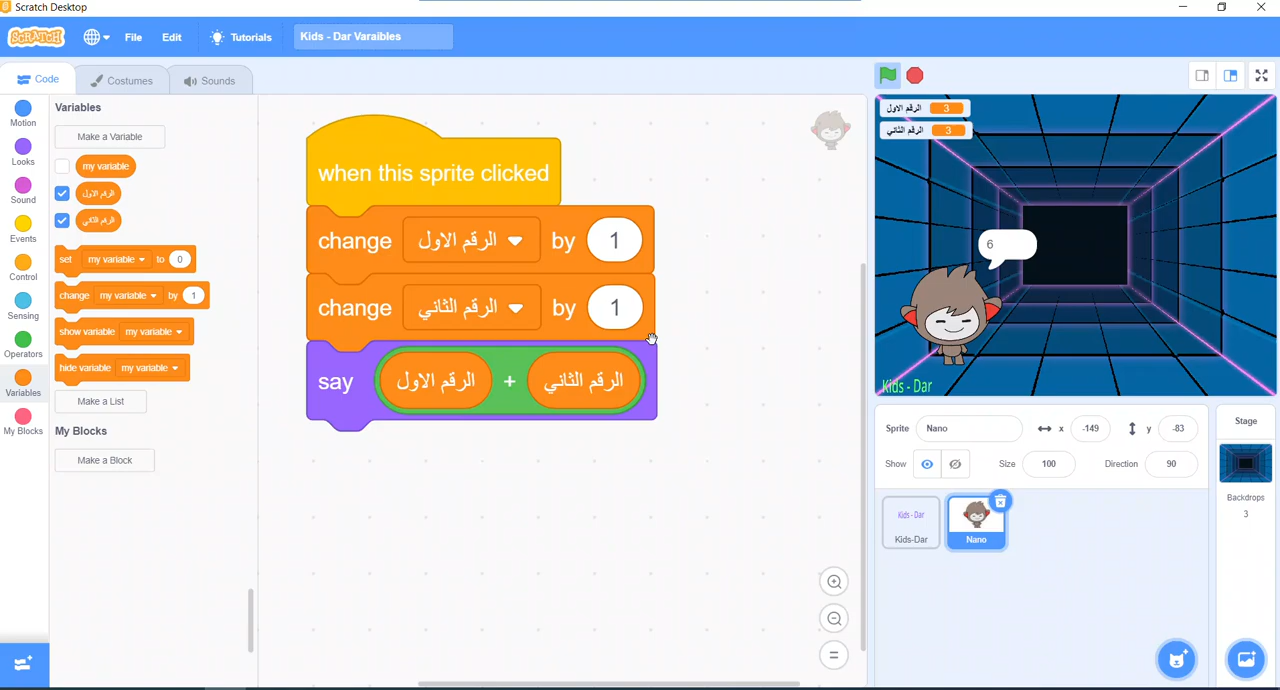 Scratch Desktop
SCRATCH
File
Edit
Tutorials
Kids - Dar Varaibles
Code
Costumes
Sounds
Motion
Looks
Sound
Events
Control
Sensing
Operators
Variables
My Blocks
Variables
Make a Variable
my variable
الرقم الاول
الرقم الثاني
set my variable to 0
change my variable by 1
show variable my variable
hide variable my variable
Make a List
My Blocks
Make a Block
when this sprite clicked
change الرقم الاول by 1
change الرقم الثاني by 1
say الرقم الاول + الرقم الثاني
الرقم الاول 3
الرقم الثاني 3
6
Kids - Dar
Sprite Nano x -149 y -83
Show Size 100 Direction 90
Kids - Dar
Kids-Dar
Nano
Stage
Backdrops
3